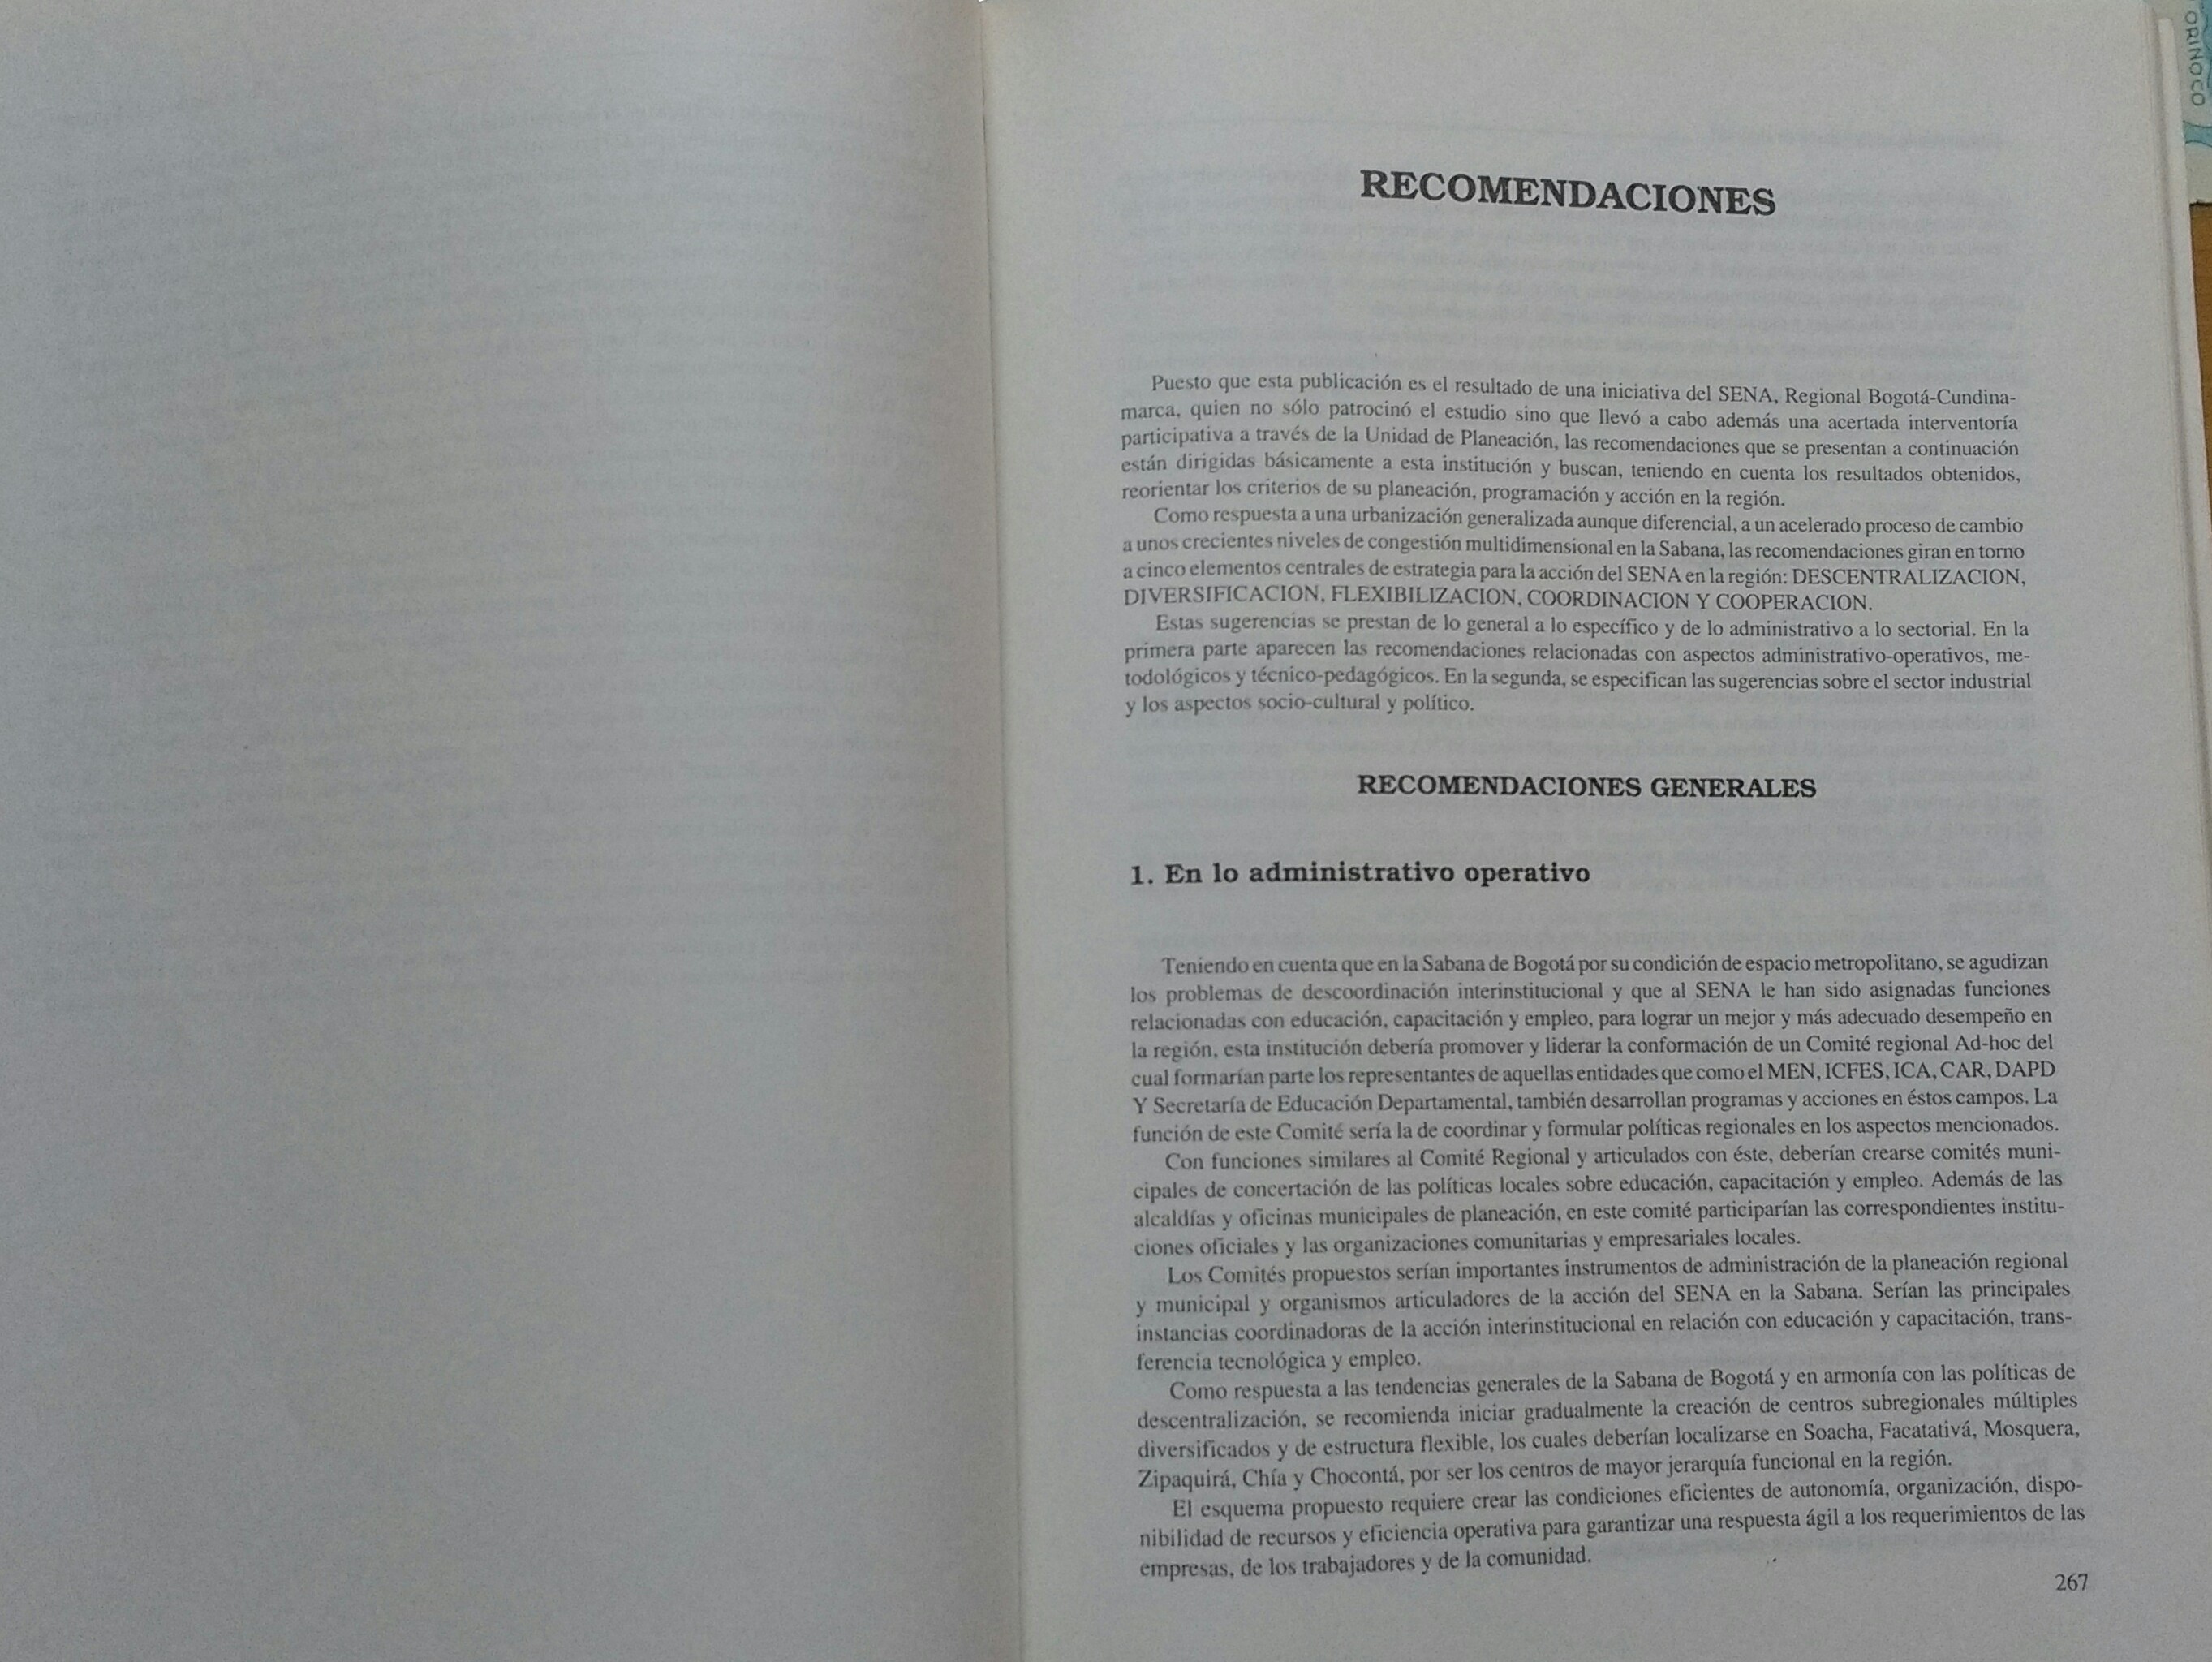 ORINOCO
RECOMENDACIONES
Puesto que esta publicación es el resultado de una iniciativa del SENA, Regional Bogotá-Cundina-
marca, quien no sólo patrocinó el estudio sino que llevó a cabo además una acertada interventoría
participativa a través de la Unidad de Planeación, las recomendaciones que se presentan a continuación
están dirigidas básicamente a esta institución y buscan, teniendo en cuenta los resultados obtenidos,
reorientar los criterios de su planeación, programación y acción en la región.
Como respuesta a una urbanización generalizada aunque diferencial, a un acelerado proceso de cambio
a unos crecientes niveles de congestión multidimensional en la Sabana, las recomendaciones giran en torno
a cinco elementos centrales de estrategia para la acción del SENA en la región: DESCENTRALIZACION,
DIVERSIFICACION, FLEXIBILIZACION, COORDINACION Y COOPERACION.
Estas sugerencias se prestan de lo general a lo específico y de lo administrativo a lo sectorial. En la
primera parte aparecen las recomendaciones relacionadas con aspectos administrativo-operativos, me-
todológicos y técnico-pedagógicos. En la segunda, se especifican las sugerencias sobre el sector industrial
y los aspectos socio-cultural y político.
RECOMENDACIONES GENERALES
1. En lo administrativo operativo
Teniendo en cuenta que en la Sabana de Bogotá por su condición de espacio metropolitano, se agudizan
los problemas de descoordinación interinstitucional y que al SENA le han sido asignadas funciones
relacionadas con educación, capacitación y empleo, para lograr un mejor y más adecuado desempeño en
la región, esta institución debería promover y liderar la conformación de un Comité regional Ad-hoc del
cual formarían parte los representantes de aquellas entidades que como el MEN, ICFES, ICA, CAR, DAPD
Y Secretaría de Educación Departamental, también desarrollan programas y acciones en éstos campos. La
función de este Comité sería la de coordinar y formular políticas regionales en los aspectos mencionados.
Con funciones similares al Comité Regional y articulados con éste, deberían crearse comités muni-
cipales de concertación de las políticas locales sobre educación, capacitación y empleo. Además de las
alcaldías y oficinas municipales de planeación, en este comité participarían las correspondientes institu-
ciones oficiales y las organizaciones comunitarias y empresariales locales.
Los Comités propuestos serían importantes instrumentos de administración de la planeación regional
y municipal y organismos articuladores de la acción del SENA en la Sabana. Serían las principales
instancias coordinadoras de la acción interinstitucional en relación con educación y capacitación, trans-
ferencia tecnológica y empleo.
Como respuesta a las tendencias generales de la Sabana de Bogotá y en armonía con las políticas de
descentralización, se recomienda iniciar gradualmente la creación de centros subregionales múltiples
diversificados y de estructura flexible, los cuales deberían localizarse en Soacha, Facatativá, Mosquera,
Zipaquirá, Chía y Chocontá, por ser los centros de mayor jerarquía funcional en la región.
El esquema propuesto requiere crear las condiciones eficientes de autonomía, organización, dispo-
nibilidad de recursos y eficiencia operativa para garantizar una respuesta ágil a los requerimientos de las
empresas, de los trabajadores y de la comunidad.
267